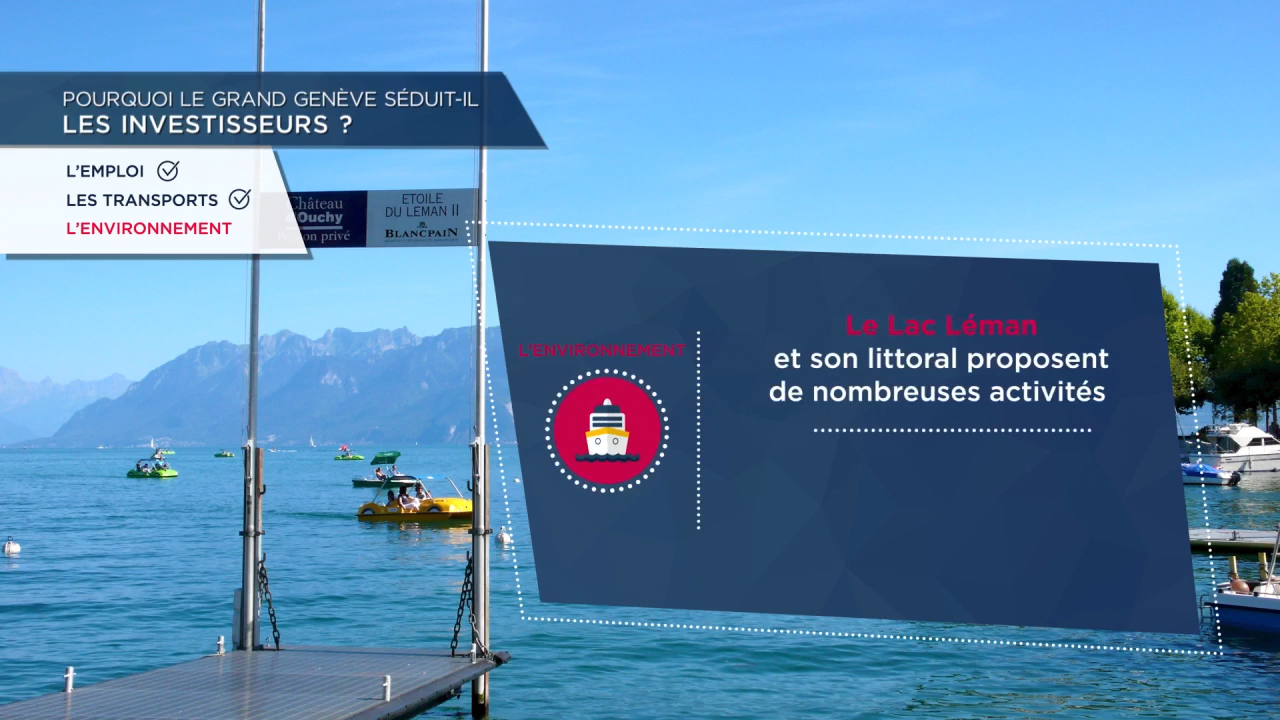 POURQUOI LE GRAND GENÈVE SÉDUIT-IL
LES INVESTISSEURS ?
L'EMPLOI
LES TRANSPORTS
L'ENVIRONNEMENT
Château
d'Ouchy
privé
ETOILE
DU LEMAN II
BLANCPAIN
L'ENVIRONNEMENT
Le Lac Léman
et son littoral proposent
de nombreuses activités